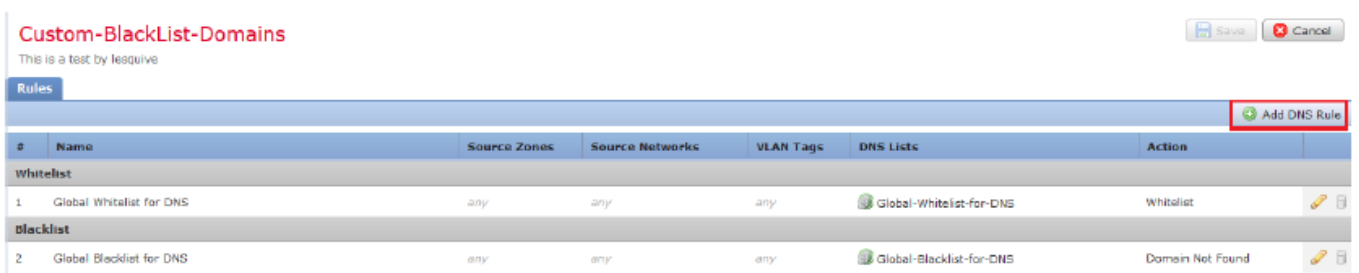 Custom-BlackList-Domains
Save Cancel
This is a test by lesquive
Rules
Add DNS Rule
# Name Source Zones Source Networks VLAN Tags DNS Lists Action
Whitelist
1 Global Whitelist for DNS any any any Global-Whitelist-for-DNS Whitelist
Blacklist
2 Global Blacklist for DNS any any any Global-Blacklist-for-DNS Domain Not Found